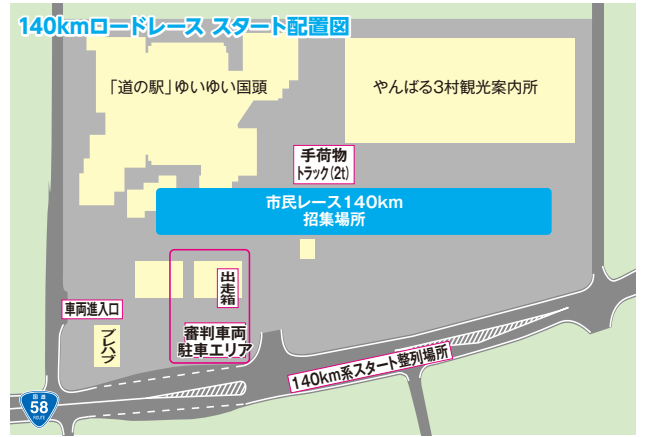 140kmロードレース スタート配置図
「道の駅」ゆいゆい国頭
やんばる3村観光案内所
手荷物
トラック(2t)
市民レース140km
招集場所
出走箱
車両進入口
プレハブ
審判車両
駐車エリア
140km系スタート整列場所
国道
58
ROUTE